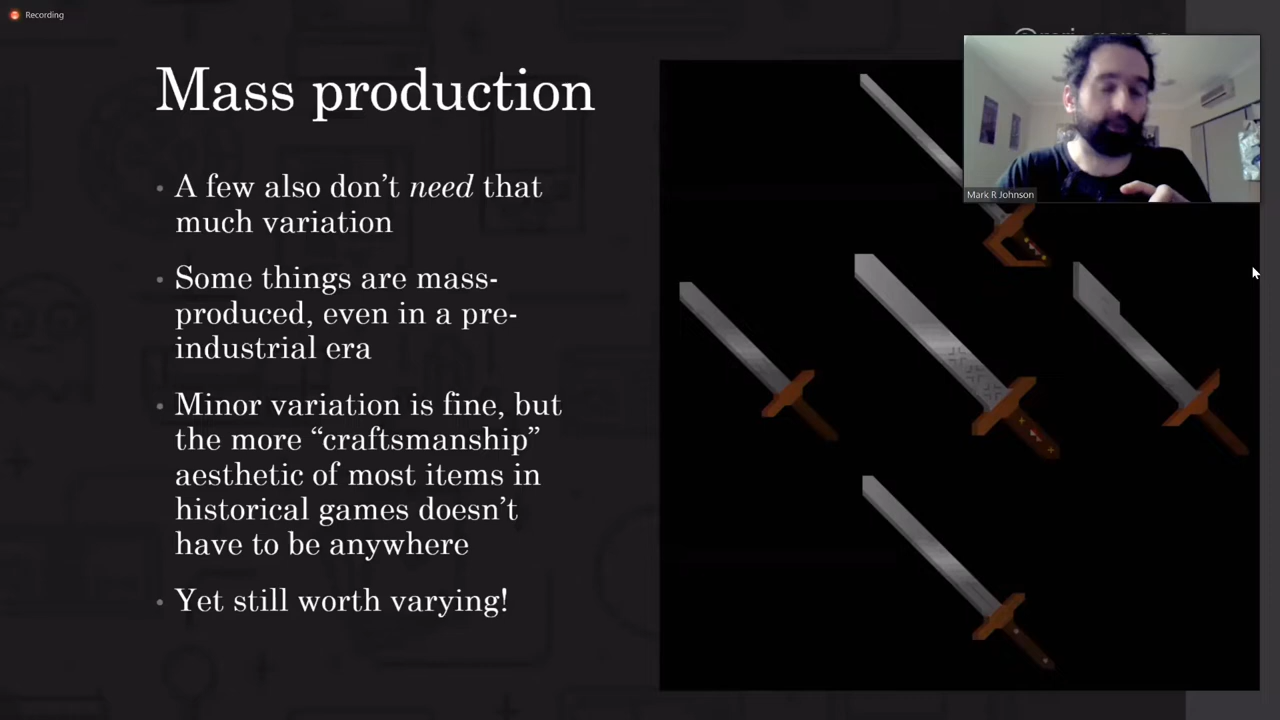 Recording
Mass production
• A few also don’t need that
much variation
• Some things are mass-
produced, even in a pre-
industrial era
• Minor variation is fine, but
the more “craftsmanship”
aesthetic of most items in
historical games doesn’t
have to be anywhere
• Yet still worth varying!
Mark R Johnson